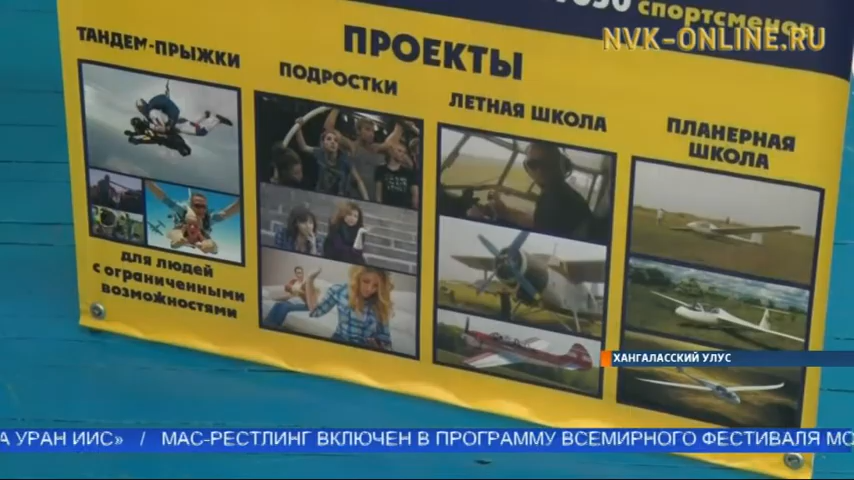 1050 спортсменов
NVK-ONLINE.RU
ПРОЕКТЫ
ТАНДЕМ-ПРЫЖКИ
ДЛЯ ЛЮДЕЙ
С ОГРАНИЧЕННЫМИ
ВОЗМОЖНОСТЯМИ
ПОДРОСТКИ
ЛЕТНАЯ ШКОЛА
ПЛАНЕРНАЯ
ШКОЛА
ХАНГАЛАССКИЙ УЛУС
А УРАН ИИС» / МАС-РЕСТЛИНГ ВКЛЮЧЕН В ПРОГРАММУ ВСЕМИРНОГО ФЕСТИВАЛЯ МО